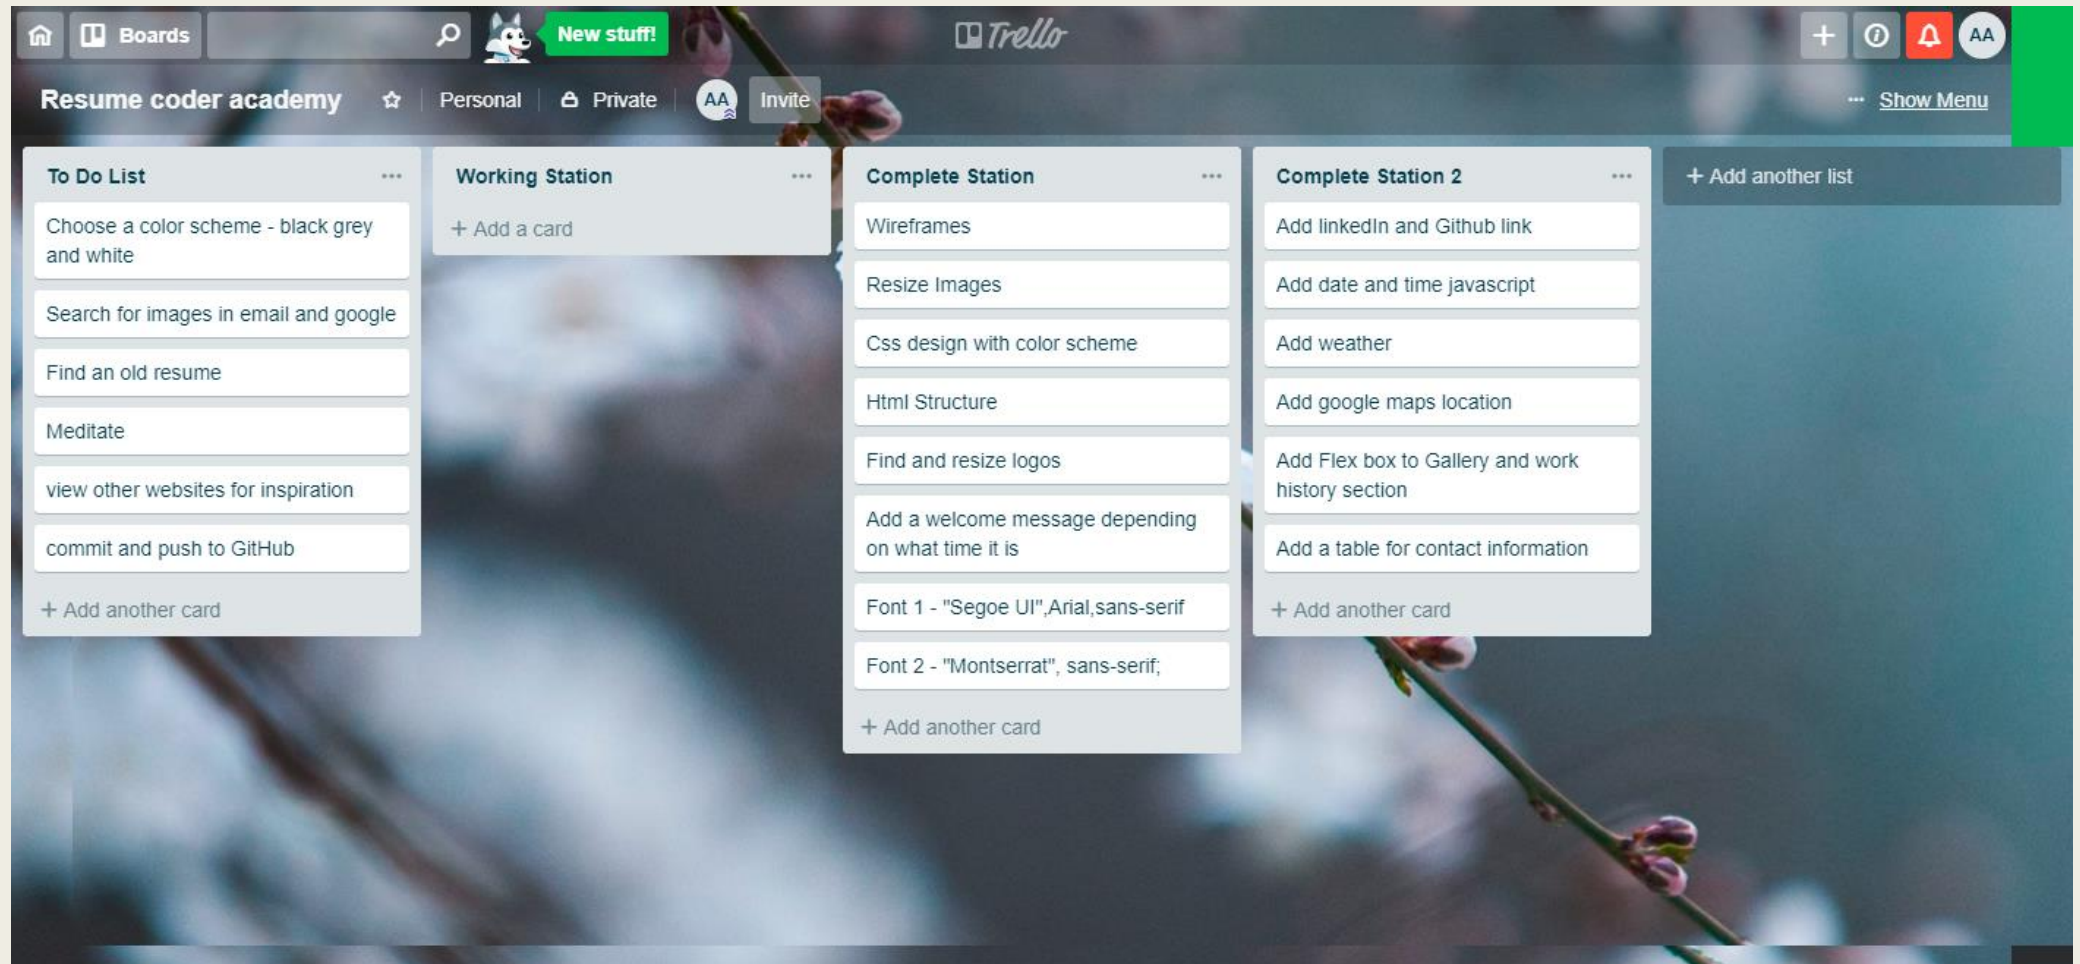 Boards
New stuff!
Trello
AA
Resume coder academy
Personal
Private
AA
Invite
... Show Menu
To Do List
Choose a color scheme - black grey
and white
Search for images in email and google
Find an old resume
Meditate
view other websites for inspiration
commit and push to GitHub
+ Add another card
Working Station
+ Add a card
Complete Station
Wireframes
Resize Images
Css design with color scheme
Html Structure
Find and resize logos
Add a welcome message depending
on what time it is
Font 1 - "Segoe UI",Arial,sans-serif
Font 2 - "Montserrat", sans-serif;
+ Add another card
Complete Station 2
Add linkedIn and Github link
Add date and time javascript
Add weather
Add google maps location
Add Flex box to Gallery and work
history section
Add a table for contact information
+ Add another card
+ Add another list